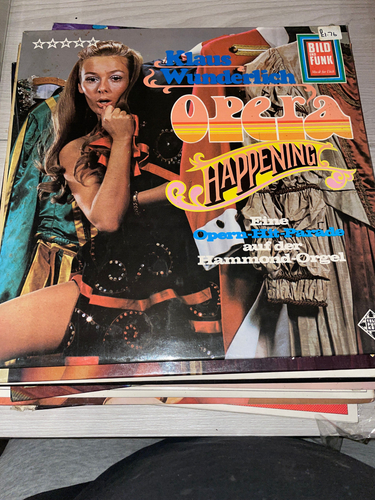 Klaus
Wunderlich
Opera
HAPPENING
Eine
Opern-Hit-Parade
auf der
Hammond-Orgel
BILD
FUNK